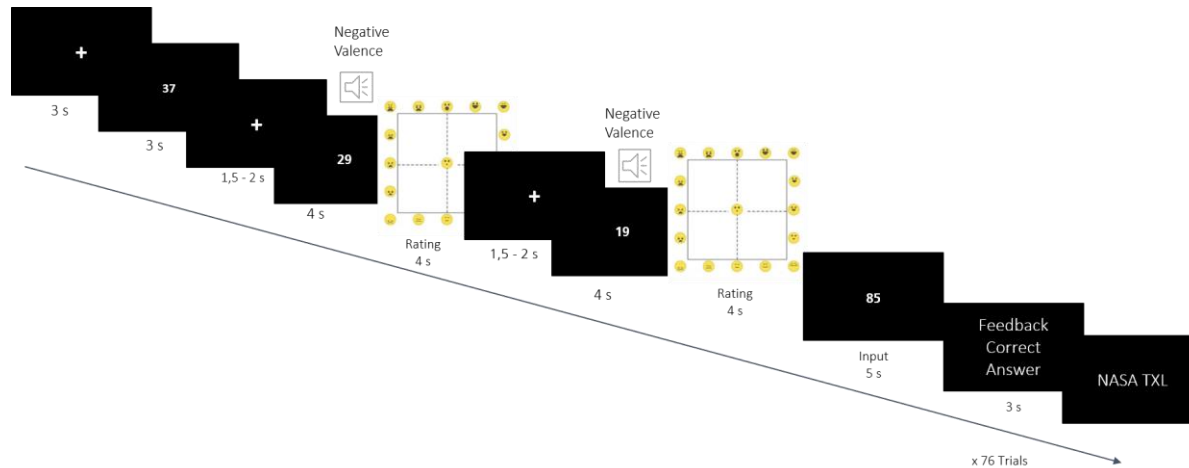 +
3 s
37
3 s
+
1,5 - 2 s
Negative
Valence
29
4 s
Rating
4 s
+
1,5 - 2 s
Negative
Valence
19
4 s
Rating
4 s
85
Input
5 s
Feedback
Correct
Answer
3 s
NASA TXL
x 76 Trials